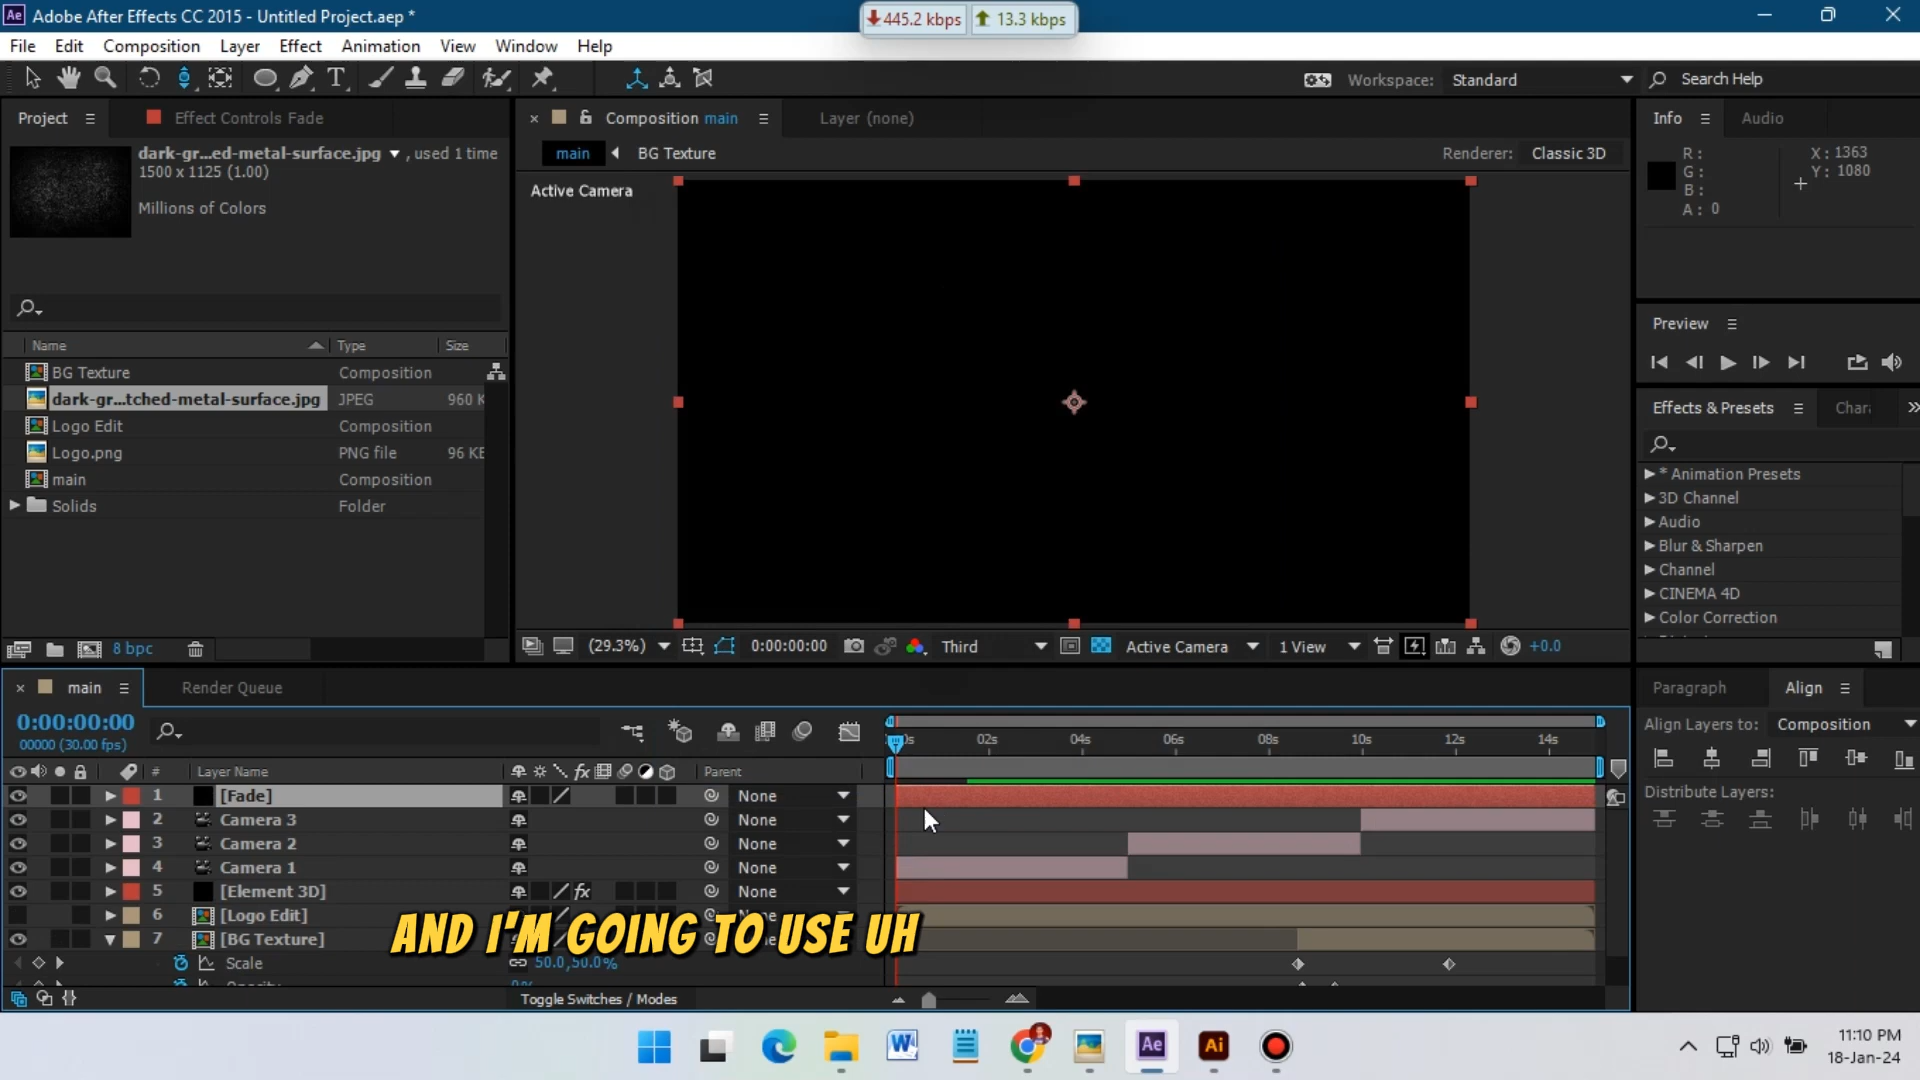 Adobe After Effects CC 2015 - Untitled Project.aep *
445.2 kbps
13.3 kbps
File Edit Composition Layer Effect Animation View Window Help
Workspace: Standard
Search Help
Project
Effect Controls Fade
Composition main
Layer (none)
Info
Audio
dark-gr...ed-metal-surface.jpg , used 1 time
1500 x 1125 (1.00)
Millions of Colors
main
BG Texture
Renderer: Classic 3D
Active Camera
R:
G:
B:
A: 0
X: 1363
Y: 1080
Preview
Name Type Size
BG Texture Composition
dark-gr...tched-metal-surface.jpg JPEG 960 K
Logo Edit Composition
Logo.png PNG file 96 KE
main Composition
Solids Folder
Effects & Presets
Chara
* Animation Presets
3D Channel
Audio
Blur & Sharpen
Channel
CINEMA 4D
Color Correction
8 bpc
(29.3%) 0:00:00:00 Third Active Camera 1 View +0.0
main
Render Queue
Paragraph
Align
0:00:00:00
00000 (30.00 fps)
02s 04s 06s 08s 10s 12s 14s
Align Layers to: Composition
Distribute Layers:
# Layer Name Parent
1 [Fade] None
2 Camera 3 None
3 Camera 2 None
4 Camera 1 None
5 [Element 3D] None
6 [Logo Edit]
7 [BG Texture]
AND I'M GOING TO USE UH
Scale 50.0,50.0%
Toggle Switches / Modes
11:10 PM
18-Jan-24